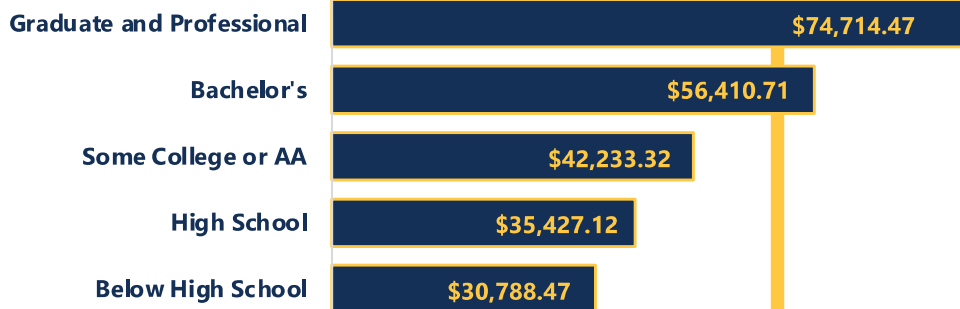 Graduate and Professional $74,714.47
Bachelor's $56,410.71
Some College or AA $42,233.32
High School $35,427.12
Below High School $30,788.47